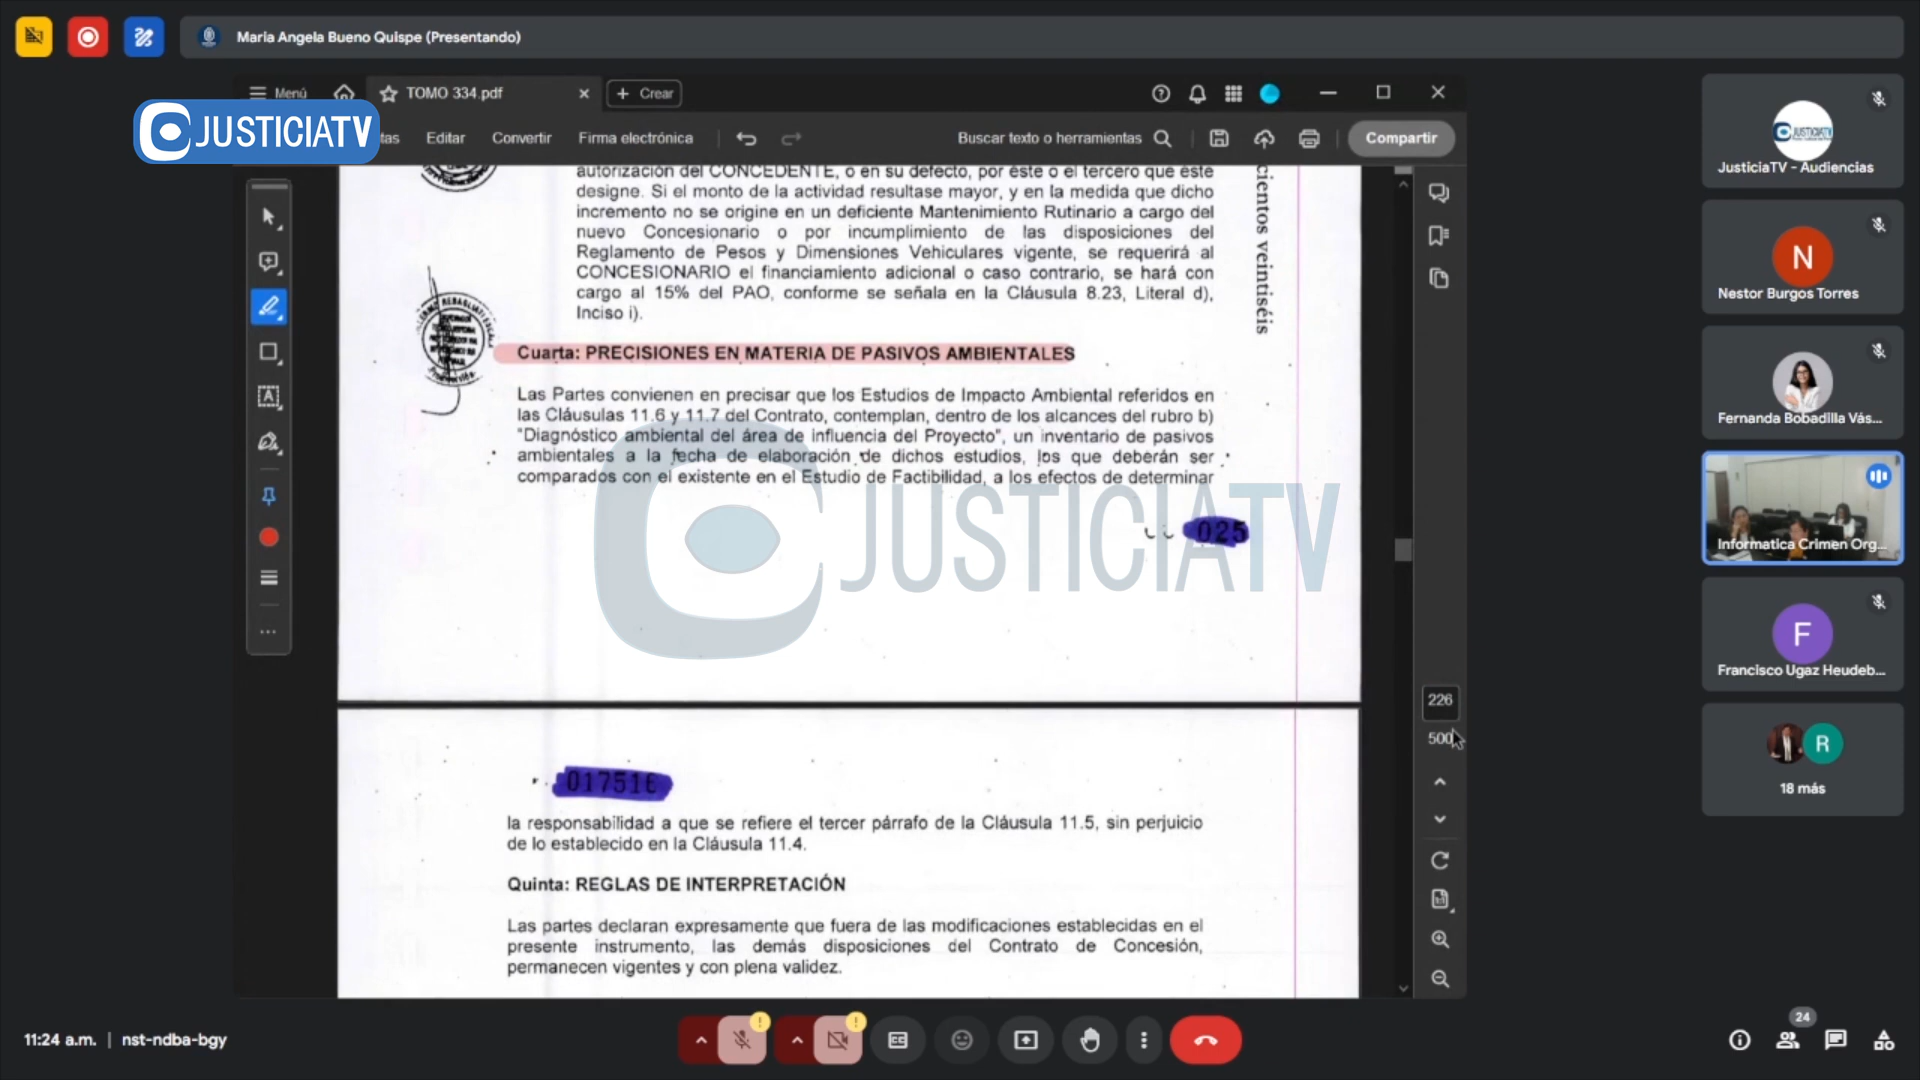 Maria Angela Bueno Quispe (Presentando)
Menú
TOMO 334.pdf
Crear
JUSTICIATV
tas
Editar
Convertir
Firma electrónica
Buscar texto o herramientas
Compartir
autorización del CONCEDENTE, o en su defecto, por éste o el tercero que éste
designe. Si el monto de la actividad resultase mayor, y en la medida que dicho
incremento no se origine en un deficiente Mantenimiento Rutinario a cargo del
nuevo Concesionario o por incumplimiento de las disposiciones del
Reglamento de Pesos y Dimensiones Vehiculares vigente, se requerirá al
CONCESIONARIO el financiamiento adicional o caso contrario, se hará con
cargo al 15% del PAO, conforme se señala en la Cláusula 8.23, Literal d),
Inciso i).
cientos veintiséis
Cuarta: PRECISIONES EN MATERIA DE PASIVOS AMBIENTALES
Las Partes convienen en precisar que los Estudios de Impacto Ambiental referidos en
las Cláusulas 11.6 y 11.7 del Contrato, contemplan, dentro de los alcances del rubro b)
"Diagnóstico ambiental del área de influencia del Proyecto", un inventario de pasivos
ambientales a la fecha de elaboración de dichos estudios, los que deberán ser
comparados con el existente en el Estudio de Factibilidad, a los efectos de determinar
025
JUSTICIATV
017516
la responsabilidad a que se refiere el tercer párrafo de la Cláusula 11.5, sin perjuicio
de lo establecido en la Cláusula 11.4.
Quinta: REGLAS DE INTERPRETACIÓN
Las partes declaran expresamente que fuera de las modificaciones establecidas en el
presente instrumento, las demás disposiciones del Contrato de Concesión,
permanecen vigentes y con plena validez.
226
500
JUSTICIATV
JusticiaTV - Audiencias
N
Nestor Burgos Torres
Fernanda Bobadilla Vás...
Informatica Crimen Org...
F
Francisco Ugaz Heudeb...
R
18 más
11:24 a.m. | nst-ndba-bgy
24